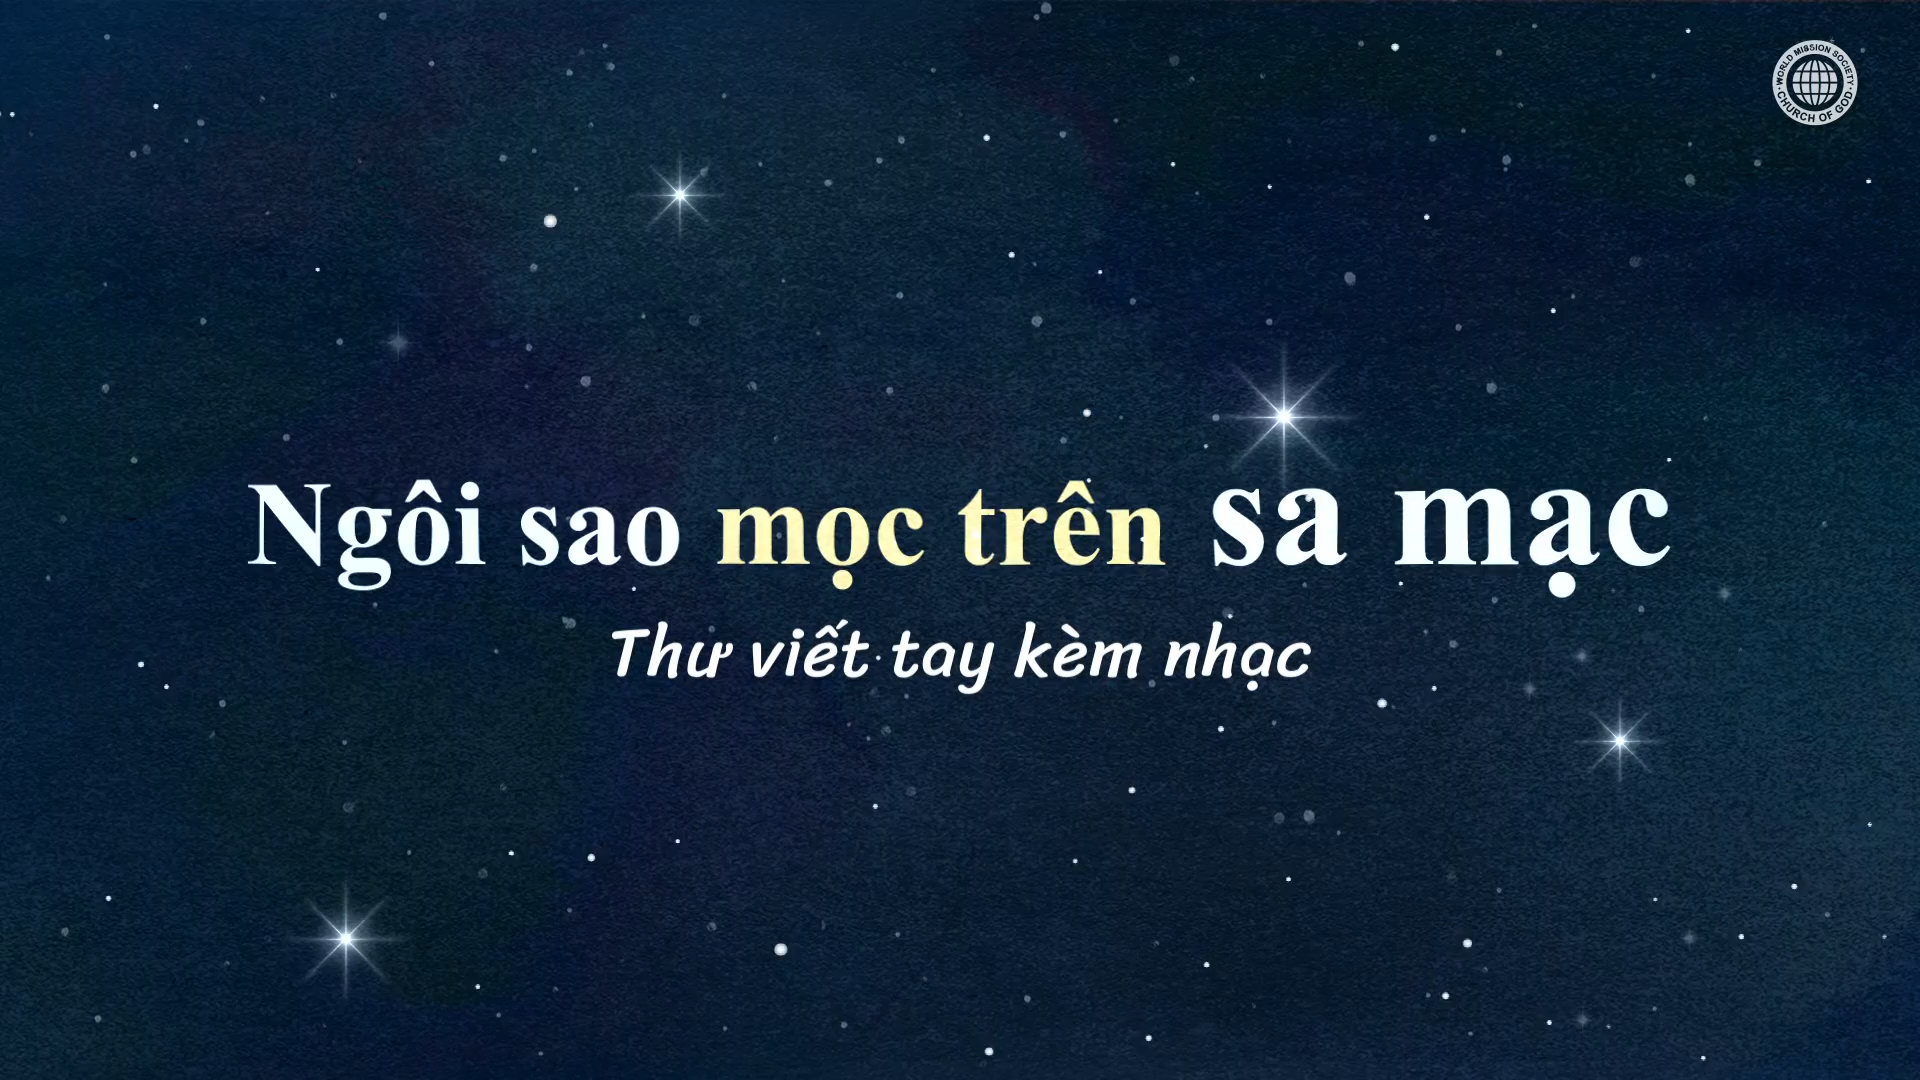 WORLD MISSION SOCIETY
CHURCH OF GOD
Ngôi sao mọc trên sa mạc
Thư viết tay kèm nhạc